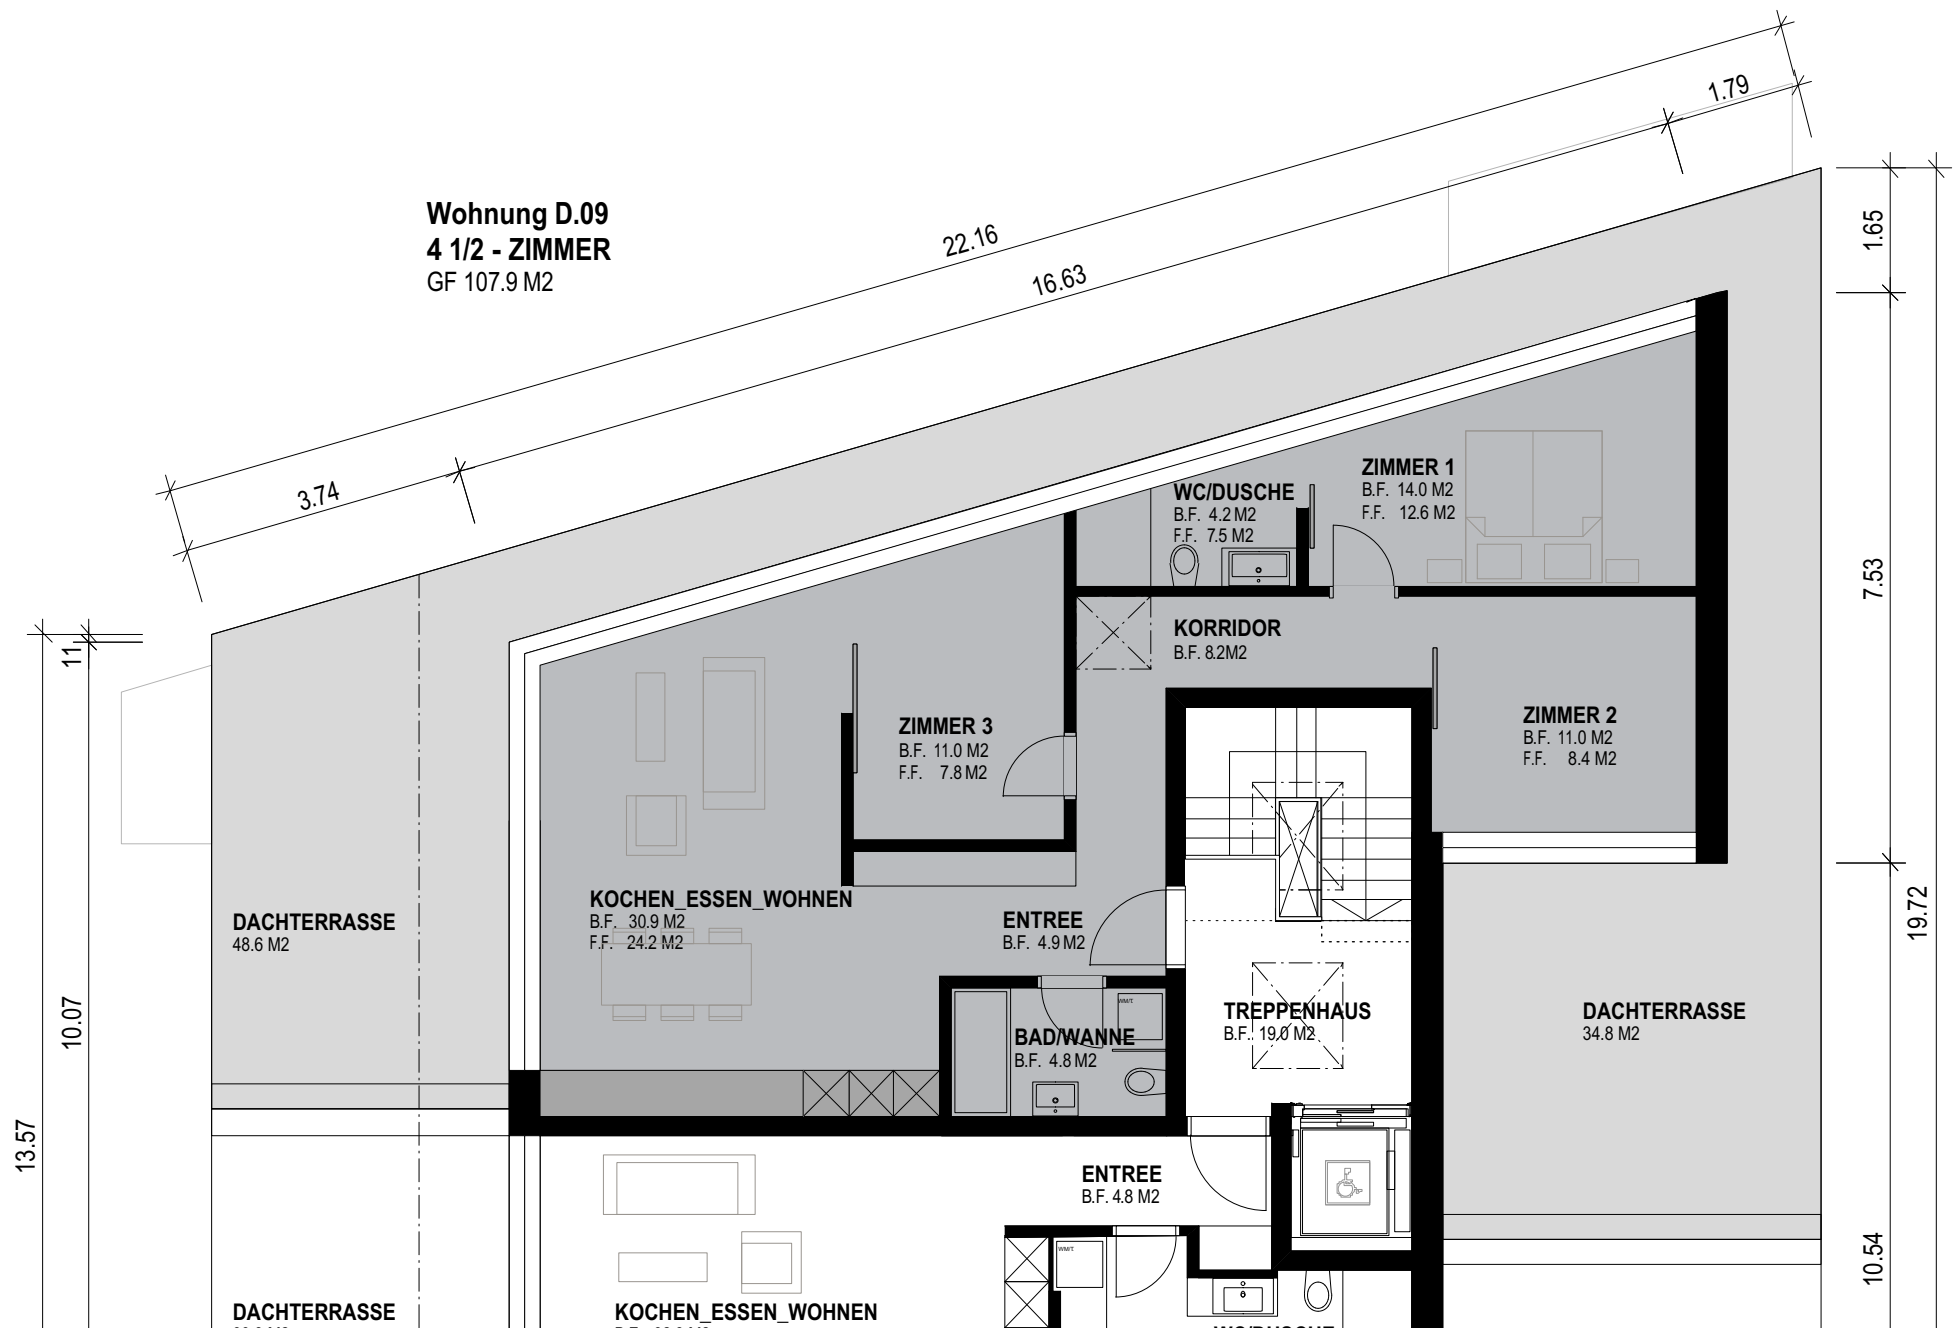 1.79
22.16
16.63
3.74
1.65
Wohnung D.09
4 1/2 - ZIMMER
GF 107.9 M2
ZIMMER 1
B.F. 14.0 M2
F.F. 12.6 M2
WC/DUSCHE
B.F. 4.2 M2
F.F. 7.5 M2
7.53
KORRIDOR
B.F. 8.2M2
11
ZIMMER 3
B.F. 11.0 M2
F.F. 7.8 M2
ZIMMER 2
B.F. 11.0 M2
F.F. 8.4 M2
KOCHEN_ESSEN_WOHNEN
B.F. 30.9 M2
F.F. 24.2 M2
DACHTERRASSE
48.6 M2
ENTREE
B.F. 4.9 M2
19.72
10.07
WM/T.
BAD/WANNE
B.F. 4.8 M2
TREPPENHAUS
B.F. 19.0 M2
DACHTERRASSE
34.8 M2
13.57
ENTREE
B.F. 4.8 M2
10.54
WM/T.
DACHTERRASSE
KOCHEN_ESSEN_WOHNEN
WC/DUSCHE